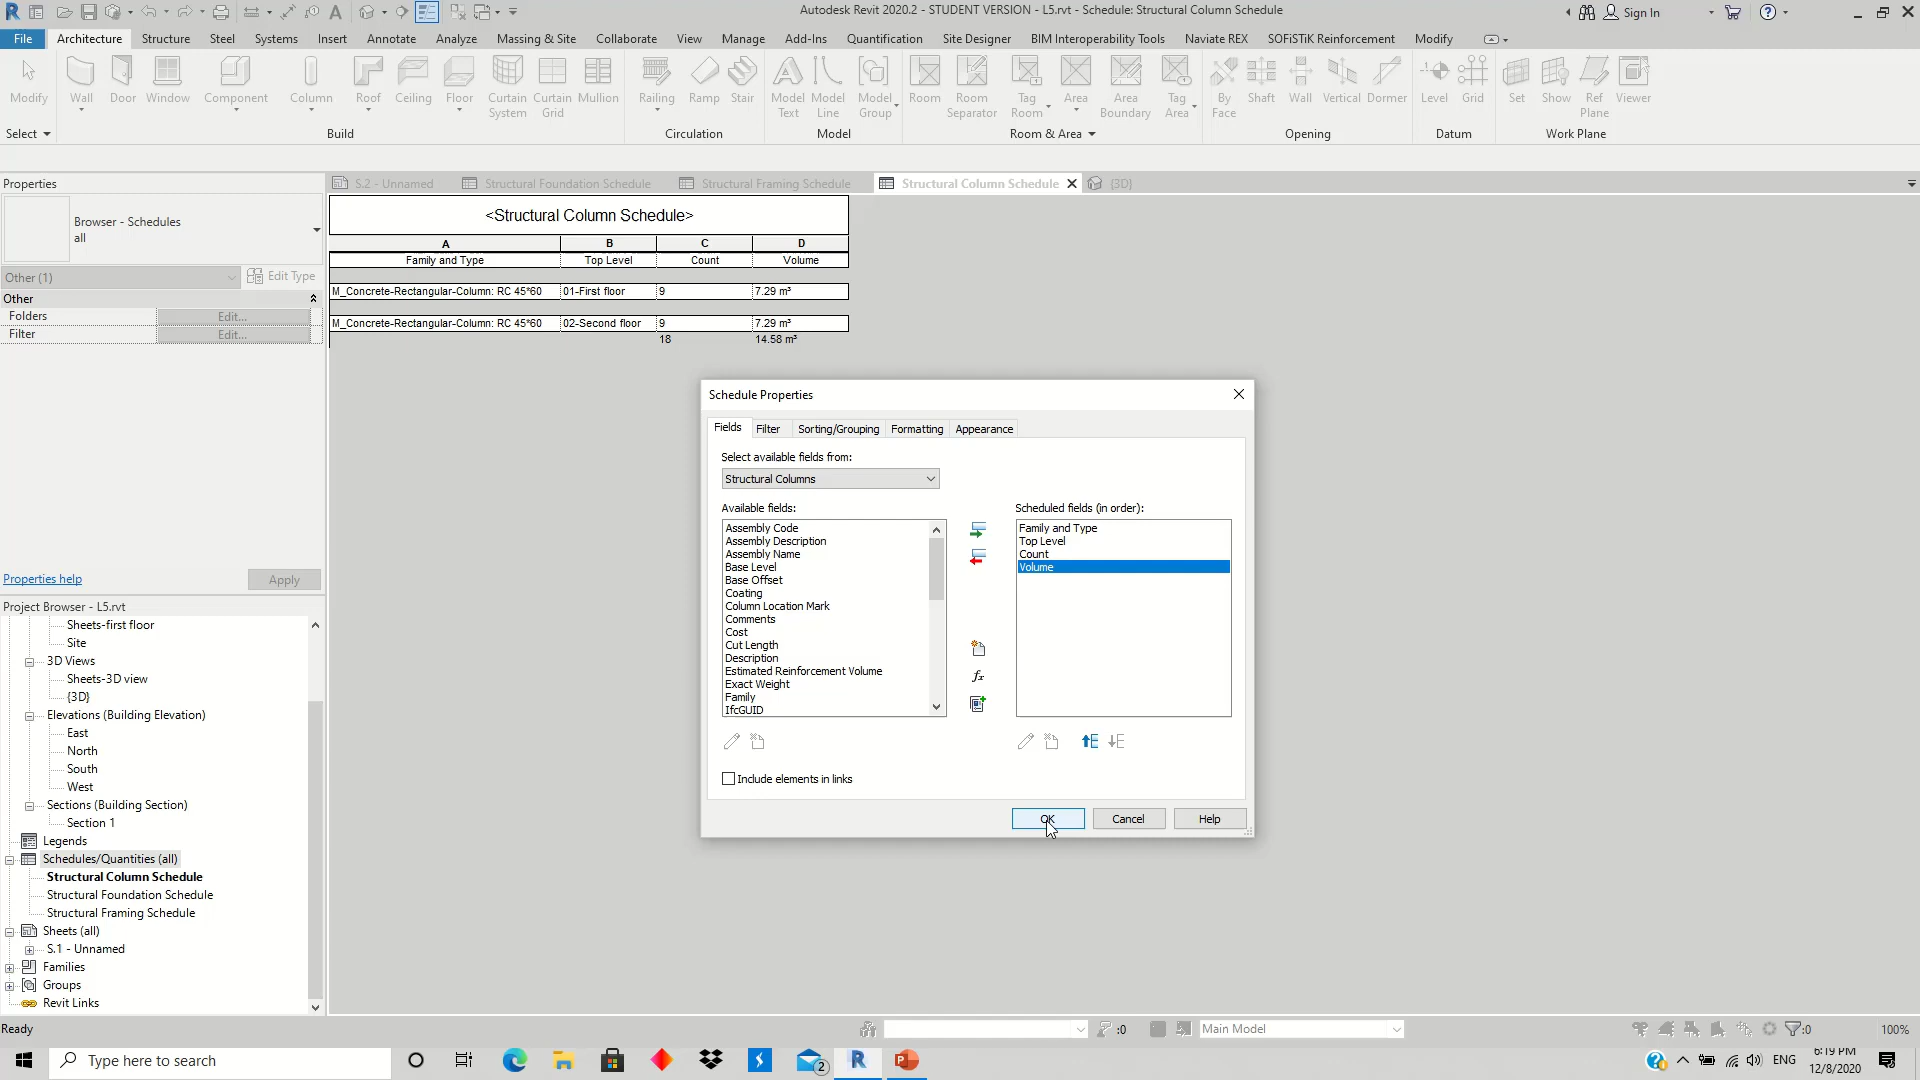 Autodesk Revit 2020.2 - STUDENT VERSION - L5.rvt - Schedule: Structural Column Schedule
Sign In
File Architecture Structure Steel Systems Insert Annotate Analyze Massing & Site Collaborate View Manage Add-Ins Quantification Site Designer BIM Interoperability Tools Naviate REX SOFiSTiK Reinforcement Modify
Modify Wall Door Window Component Column Roof Ceiling Floor Curtain System Curtain Grid Mullion Railing Ramp Stair Model Text Model Line Model Group Room Room Separator Tag Room Area Area Boundary Tag Area By Face Shaft Wall Vertical Dormer Level Grid Set Show Ref Plane Viewer
Select Build Circulation Model Room & Area Opening Datum Work Plane
Properties
S.2 - Unnamed Structural Foundation Schedule Structural Framing Schedule Structural Column Schedule {3D}
Browser - Schedules
all
Other (1) Edit Type
Other
Folders Edit...
Filter Edit...
<Structural Column Schedule>
A B C D
Family and Type Top Level Count Volume
M_Concrete-Rectangular-Column: RC 45*60 01-First floor 9 7.29 m³
M_Concrete-Rectangular-Column: RC 45*60 02-Second floor 9 7.29 m³
18 14.58 m³
Schedule Properties
Fields Filter Sorting/Grouping Formatting Appearance
Select available fields from:
Structural Columns
Available fields:
Assembly Code
Assembly Description
Assembly Name
Base Level
Base Offset
Coating
Column Location Mark
Comments
Cost
Cut Length
Description
Estimated Reinforcement Volume
Exact Weight
Family
IfcGUID
Scheduled fields (in order):
Family and Type
Top Level
Count
Volume
Include elements in links
OK Cancel Help
Properties help Apply
Project Browser - L5.rvt
Sheets-first floor
Site
3D Views
Sheets-3D view
{3D}
Elevations (Building Elevation)
East
North
South
West
Sections (Building Section)
Section 1
Legends
Schedules/Quantities (all)
Structural Column Schedule
Structural Foundation Schedule
Structural Framing Schedule
Sheets (all)
S.1 - Unnamed
Families
Groups
Revit Links
Ready :0 Main Model :0 100%
Type here to search
2
ENG
6:19 PM
12/8/2020